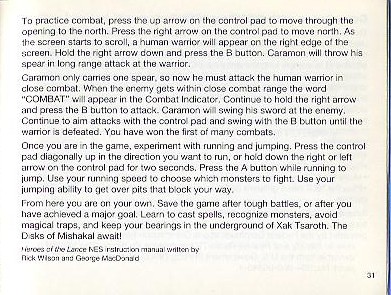 To practice combat, press the up arrow on the control pad to move through the
opening to the north. Press the right arrow on the control pad to move north. As
the screen starts to scroll, a human warrior will appear on the right edge of the
screen. Hold the right arrow down and press the B button. Caramon will throw his
spear in long range attack at the warrior.
Caramon only carries one spear, so now he must attack the human warrior in
close combat. When the enemy gets within close combat range the word
"COMBAT" will appear in the Combat Indicator. Continue to hold the right arrow
and press the B button to attack. Caramon will swing his sword at the enemy.
Continue to aim attacks with the control pad and swing with the B button until the
warrior is defeated. You have won the first of many combats.
Once you are in the game, experiment with running and jumping. Press the control
pad diagonally up in the direction you want to run, or hold down the right or left
arrow on the control pad for two seconds. Press the A button while running to
jump. Use your running speed to choose which monsters to fight. Use your
jumping ability to get over pits that block your way.
From here you are on your own. Save the game after tough battles, or after you
have achieved a major goal. Learn to cast spells, recognize monsters, avoid
magical traps, and keep your bearings in the underground of Xak Tsaroth. The
Disks of Mishakal await!
Heroes of the Lance NES instruction manual written by
Rick Wilson and George MacDonald
31